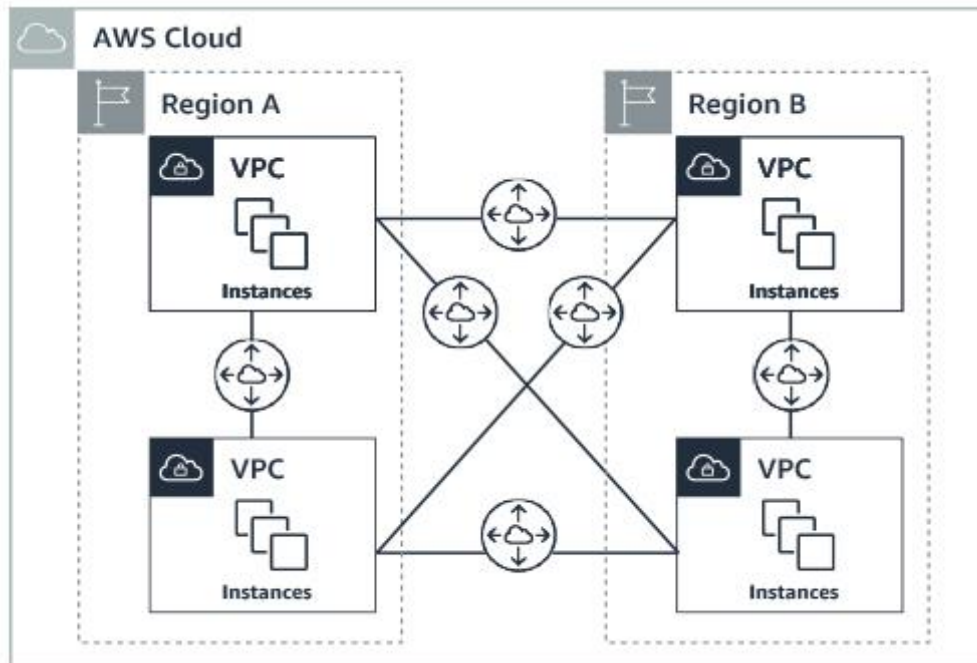 AWS Cloud
Region A
Region B
VPC
Instances
VPC
Instances
VPC
Instances
VPC
Instances